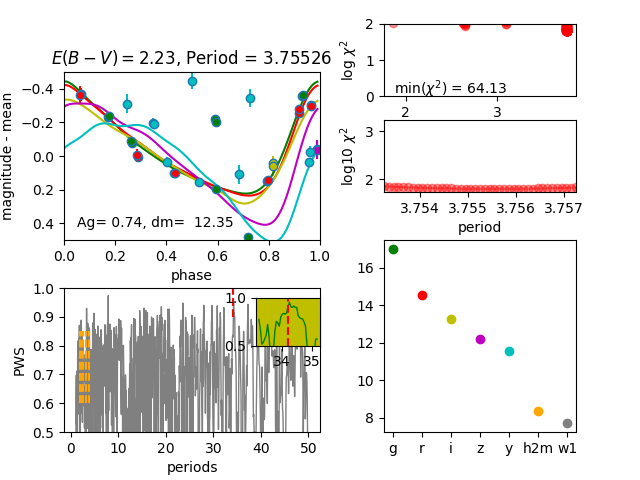 E(B − V) = 2.23, Period = 3.75526
magnitude - mean
−0.4
−0.2
0.0
0.2
0.4
Ag= 0.74, dm=  12.35
0.0 0.2 0.4 0.6 0.8 1.0
phase
log χ²
2
1
0
min(χ²) = 64.13
2 3
log10 χ²
3
2
3.754 3.755 3.756 3.757
period
PWS
1.0
0.9
0.8
0.7
0.6
0.5
1.0
0.5
34 35
0 10 20 30 40 50
periods
16
14
12
10
8
g r i z y h2m w1